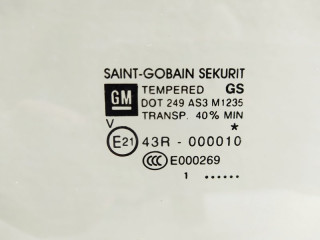 SAINT-GOBAIN SEKURIT
GM TEMPERED GS
DOT 249 AS3 M1235
TRANSP. 40% MIN
V *
E21 43R - 000010
CCC E000269
1 ......